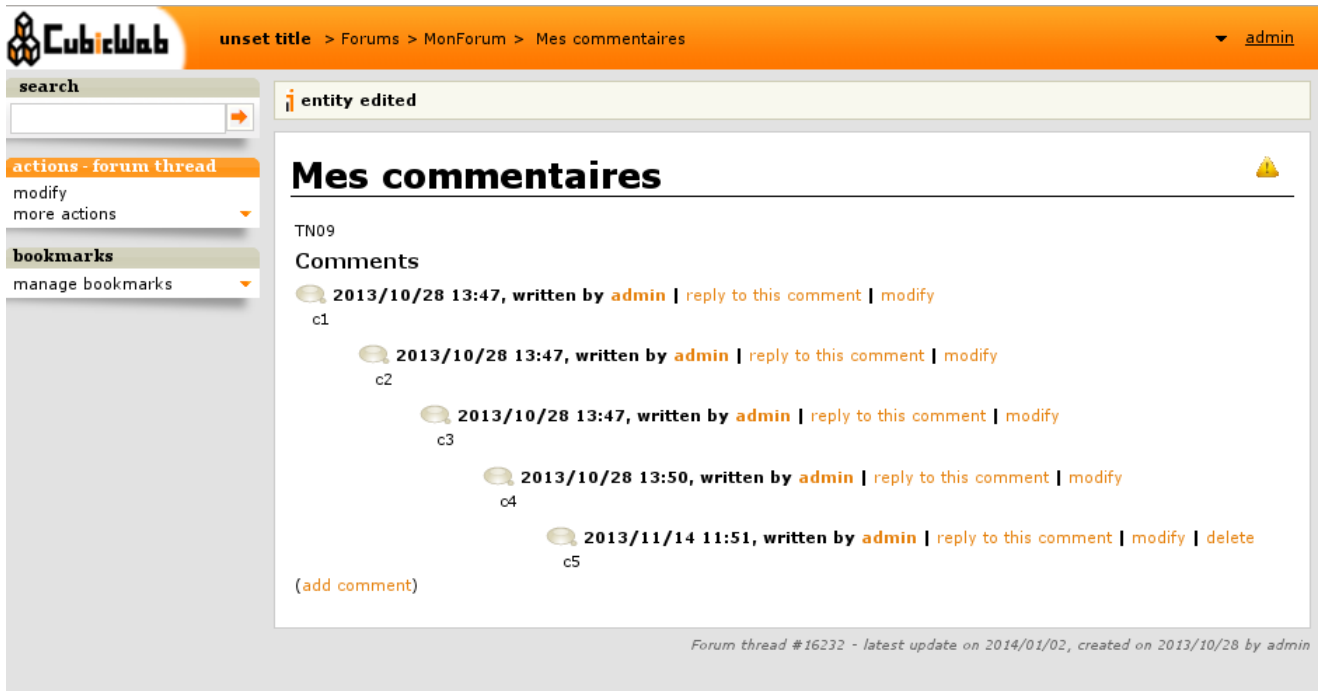 CubicWab
unset title > Forums > MonForum > Mes commentaires
admin
search
entity edited
actions - forum thread
modify
more actions
bookmarks
manage bookmarks
Mes commentaires
TN09
Comments
2013/10/28 13:47, written by admin | reply to this comment | modify
c1
2013/10/28 13:47, written by admin | reply to this comment | modify
c2
2013/10/28 13:47, written by admin | reply to this comment | modify
c3
2013/10/28 13:50, written by admin | reply to this comment | modify
c4
2013/11/14 11:51, written by admin | reply to this comment | modify | delete
c5
(add comment)
Forum thread #16232 - latest update on 2014/01/02, created on 2013/10/28 by admin